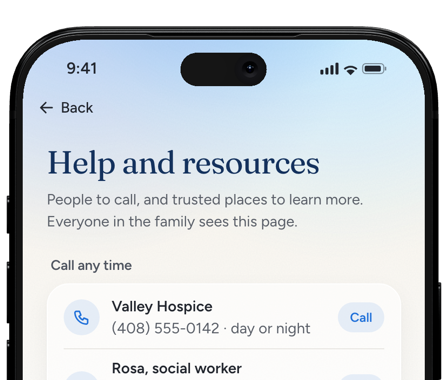 9:41
Back
Help and resources
People to call, and trusted places to learn more.
Everyone in the family sees this page.
Call any time
Valley Hospice
(408) 555-0142 · day or night
Call
Rosa, social worker